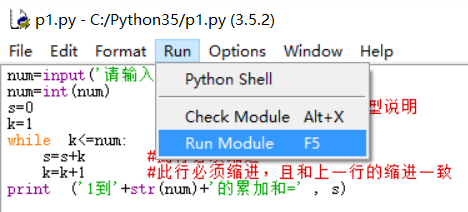 p1.py - C:/Python35/p1.py (3.5.2)
File Edit Format Run Options Window Help
Python Shell
Check Module Alt+X
Run Module F5
num=input('请输入
num=int(num)
s=0 型说明
k=1
while k<=num:
s=s+k #此行必须缩进
k=k+1 #此行必须缩进，且和上一行的缩进一致
print ('1到'+str(num)+'的累加和=' , s)